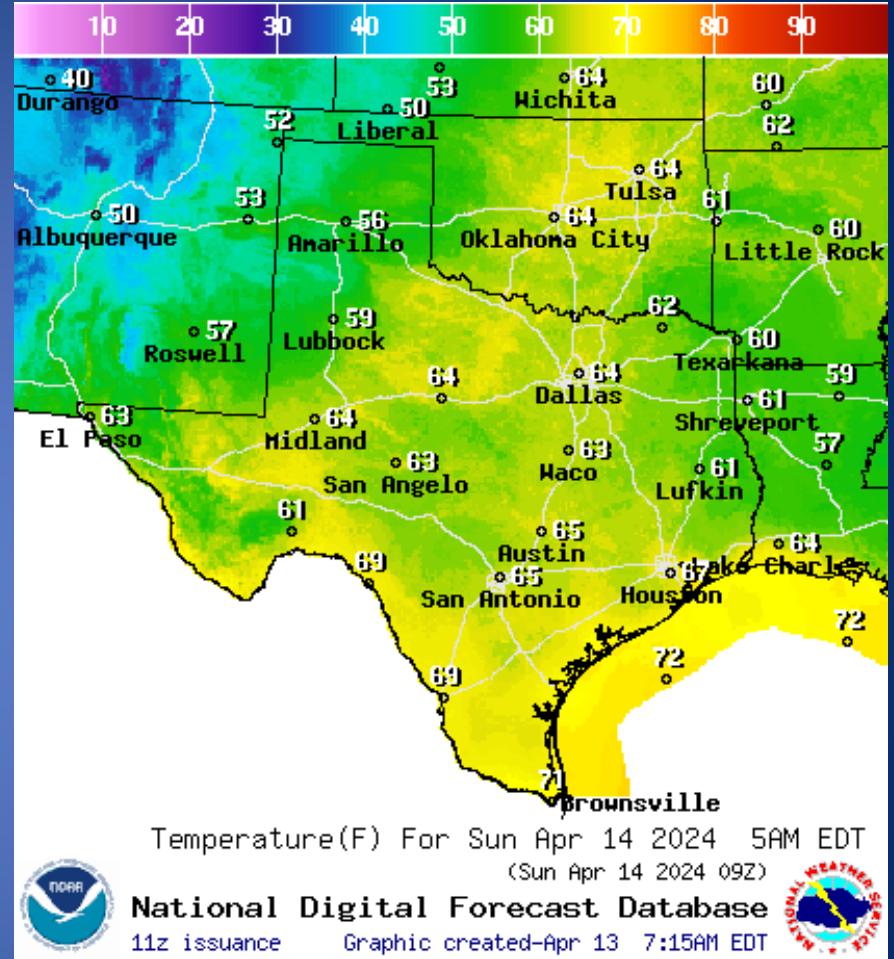 10 20 30 40 50 60 70 80 90
40 53 64 60
Durango 50 Wichita
52 Liberal 62
64
53 Tulsa 61
50 56 64 60
Albuquerque Amarillo Oklahoma City Little Rock
57 59 62
Roswell Lubbock 60
Texarkana
64 64 59
Dallas 61
63 64 Shreveport
El Paso Midland 63 63 57
San Angelo Waco 61
Lufkin
61 65
Austin 64
69 65 67 Lake Charles
San Antonio Houston
72
69 72
71
Brownsville
Temperature(F) For Sun Apr 14 2024 5AM EDT
(Sun Apr 14 2024 09Z)
NOAA
NATIONAL WEATHER SERVICE
National Digital Forecast Database
11z issuance Graphic created-Apr 13 7:15AM EDT